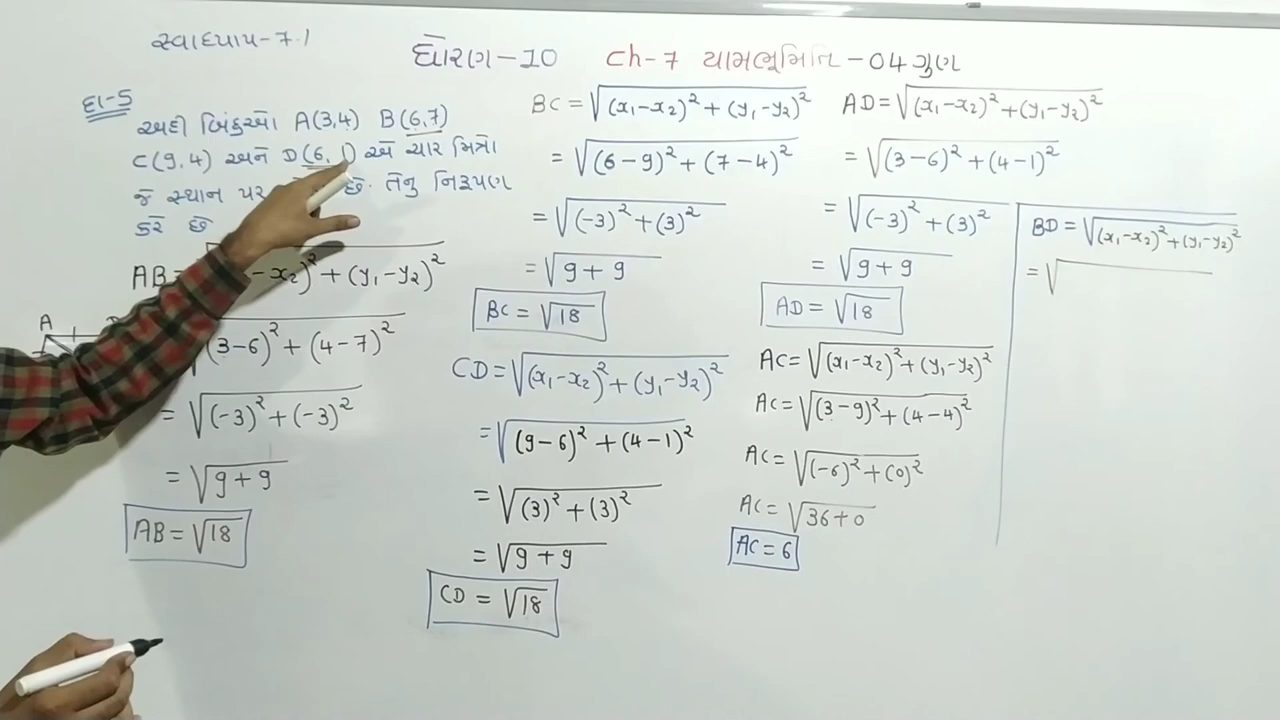 સ્વાધ્યાય-7.1
ધોરણ-10 Ch-7 યામભૂમિતિ-04 ગુણ
દા-5
અહી બિંદુઓ A(3,4) B(6,7)
C(9,4) અને D(6,1) એ ચાર મિત્રો
જે સ્થાન પર છે. તેનુ નિરૂપણ
કરે છે
AB= -x₂)²+(y₁-y₂)²
(3-6)²+(4-7)²
=√(-3)²+(-3)²
=√9+9
AB=√18
A
BC=√(x₁-x₂)²+(y₁-y₂)²
=√(6-9)²+(7-4)²
=√(-3)²+(3)²
=√9+9
BC=√18
CD=√(x₁-x₂)²+(y₁-y₂)²
=√(9-6)²+(4-1)²
=√(3)²+(3)²
=√9+9
CD=√18
AD=√(x₁-x₂)²+(y₁-y₂)²
=√(3-6)²+(4-1)²
=√(-3)²+(3)²
=√9+9
AD=√18
AC=√(x₁-x₂)²+(y₁-y₂)²
AC=√(3-9)²+(4-4)²
AC=√(-6)²+(0)²
AC=√36+0
AC=6
BD=√(x₁-x₂)²+(y₁-y₂)²
=√